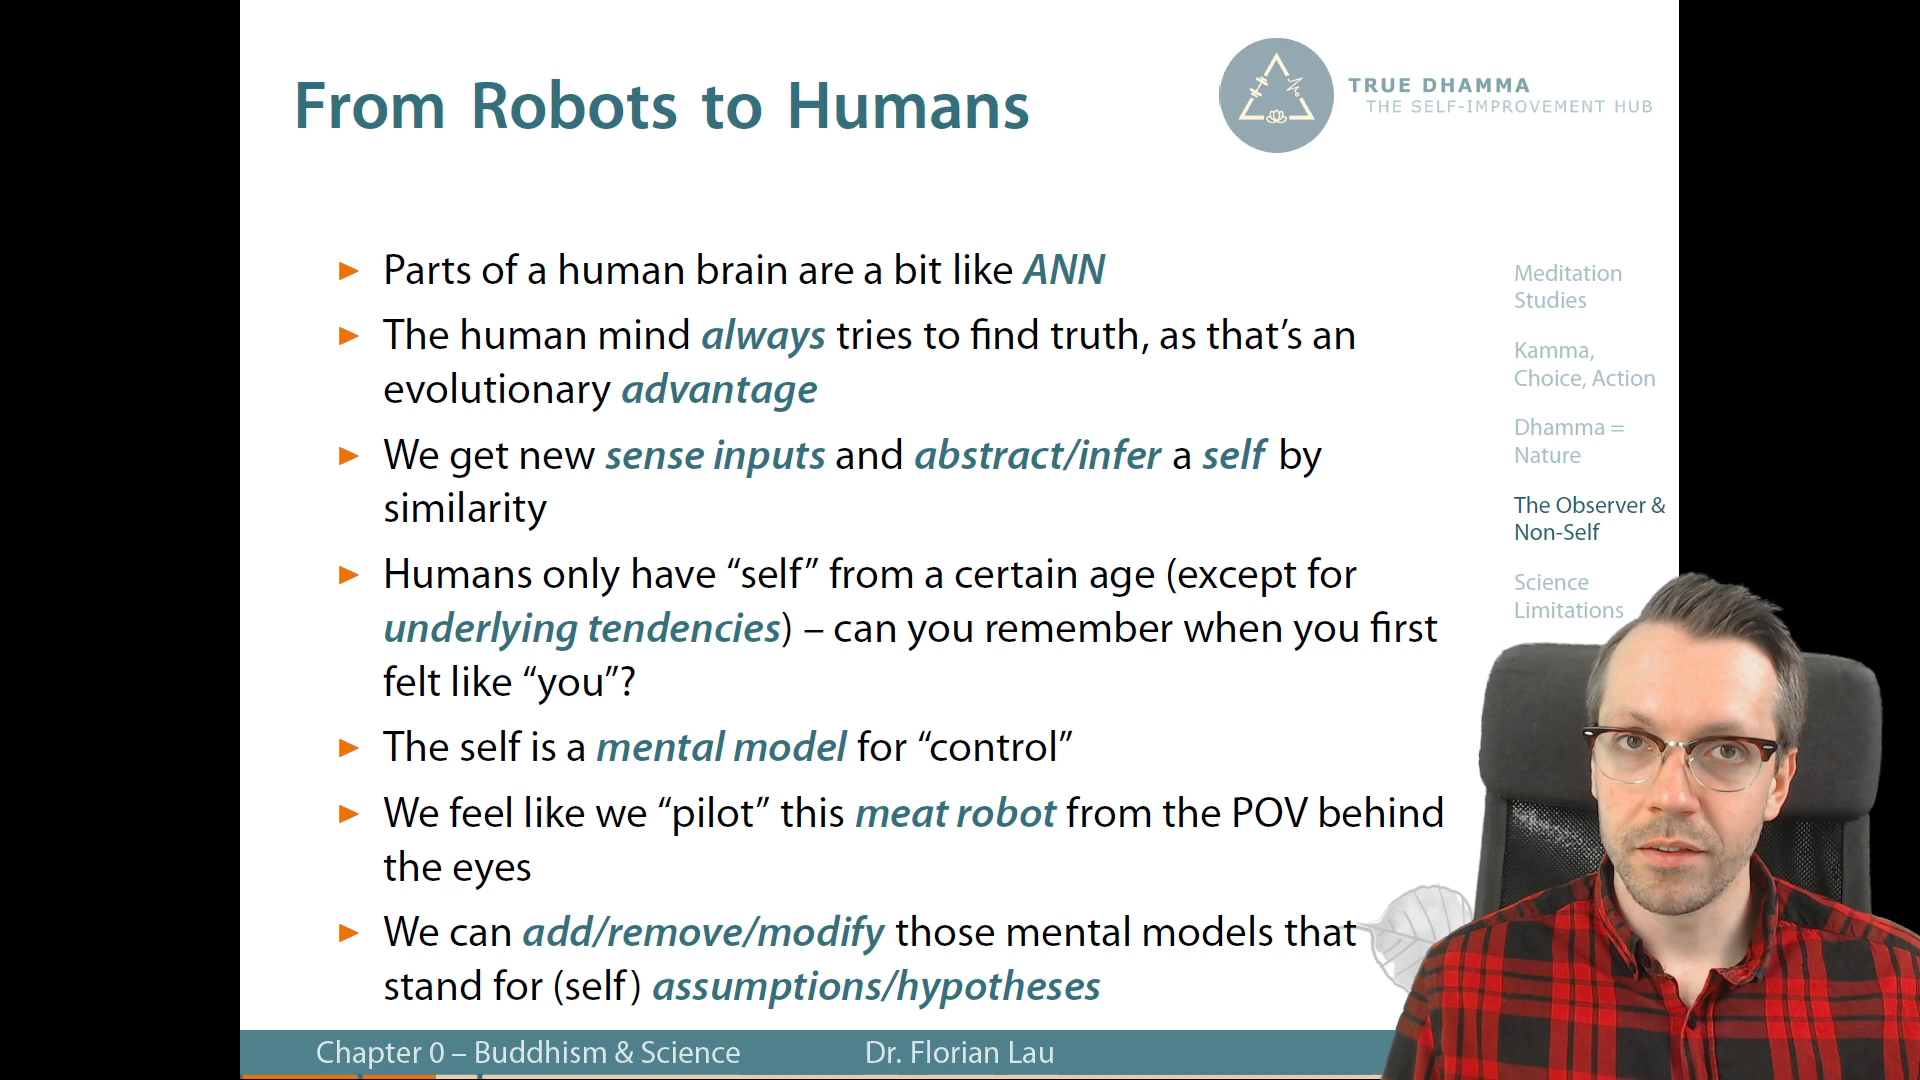 From Robots to Humans
TRUE DHAMMA
THE SELF-IMPROVEMENT HUB
Parts of a human brain are a bit like ANN
The human mind always tries to find truth, as that’s an
evolutionary advantage
We get new sense inputs and abstract/infer a self by
similarity
Humans only have “self” from a certain age (except for
underlying tendencies) – can you remember when you first
felt like “you”?
The self is a mental model for “control”
We feel like we “pilot” this meat robot from the POV behind
the eyes
We can add/remove/modify those mental models that
stand for (self) assumptions/hypotheses
Meditation
Studies
Kamma,
Choice, Action
Dhamma =
Nature
The Observer &
Non-Self
Science
Limitations
Chapter 0 – Buddhism & Science
Dr. Florian Lau